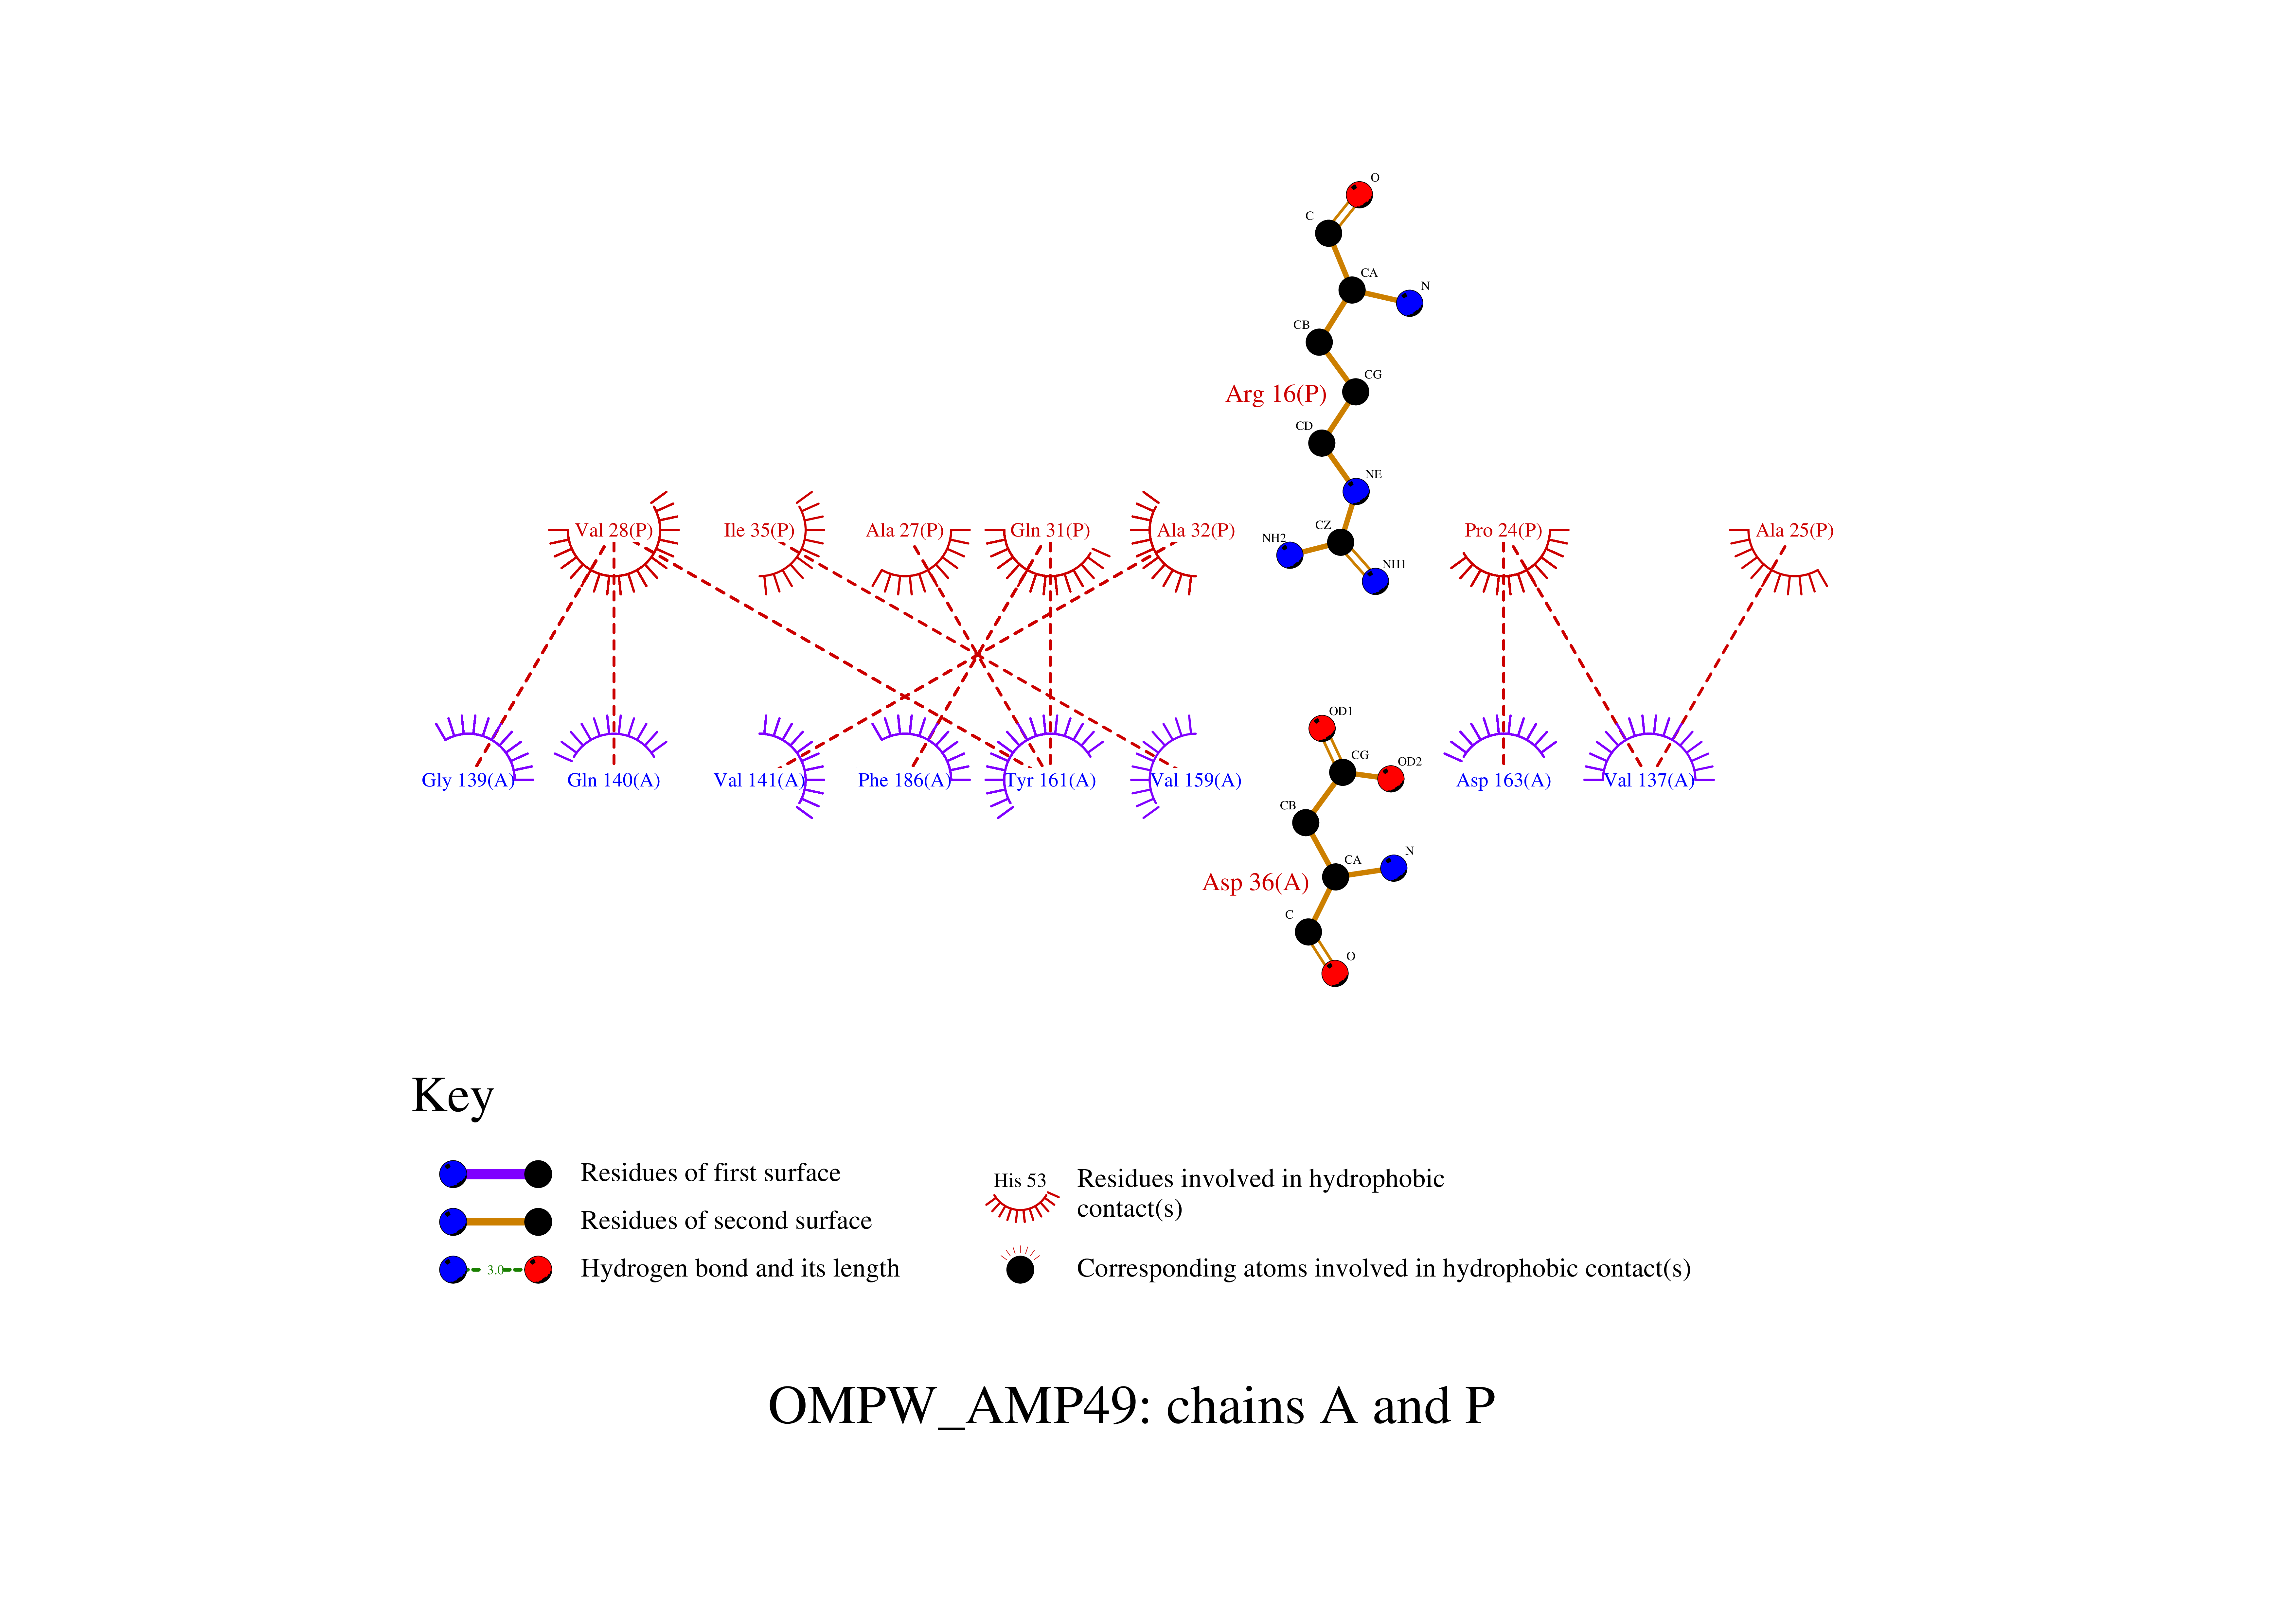 O
C
CA
N
CB
CG
Arg 16(P)
CD
NE
CZ
NH2
NH1
Val 28(P) Ile 35(P) Ala 27(P) Gln 31(P) Ala 32(P) Pro 24(P) Ala 25(P)
OD1
CG
OD2
Gly 139(A) Gln 140(A) Val 141(A) Phe 186(A) Tyr 161(A) Val 159(A) Asp 163(A) Val 137(A)
CB
N
CA
Asp 36(A)
C
O
Key
Residues of first surface
Residues of second surface
3.0 Hydrogen bond and its length
His 53 Residues involved in hydrophobic
contact(s)
Corresponding atoms involved in hydrophobic contact(s)
OMPW_AMP49: chains A and P